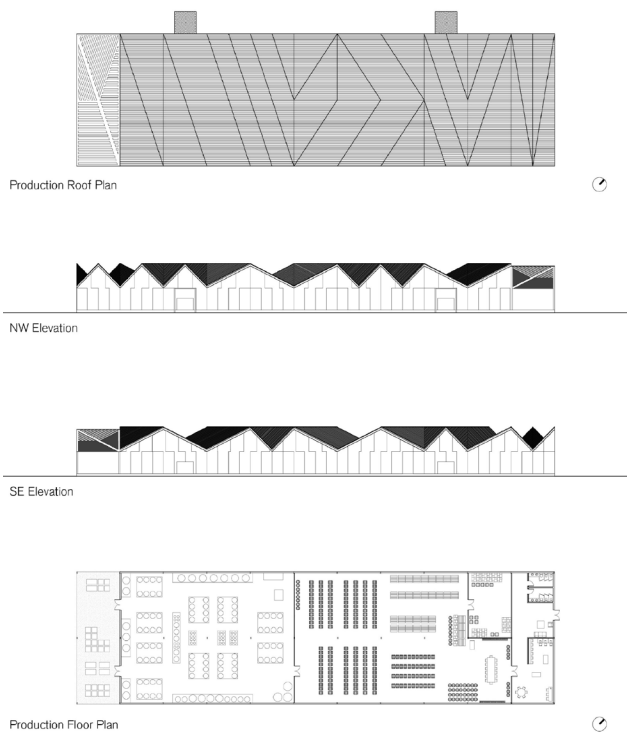 Production Roof Plan
NW Elevation
SE Elevation
Production Floor Plan